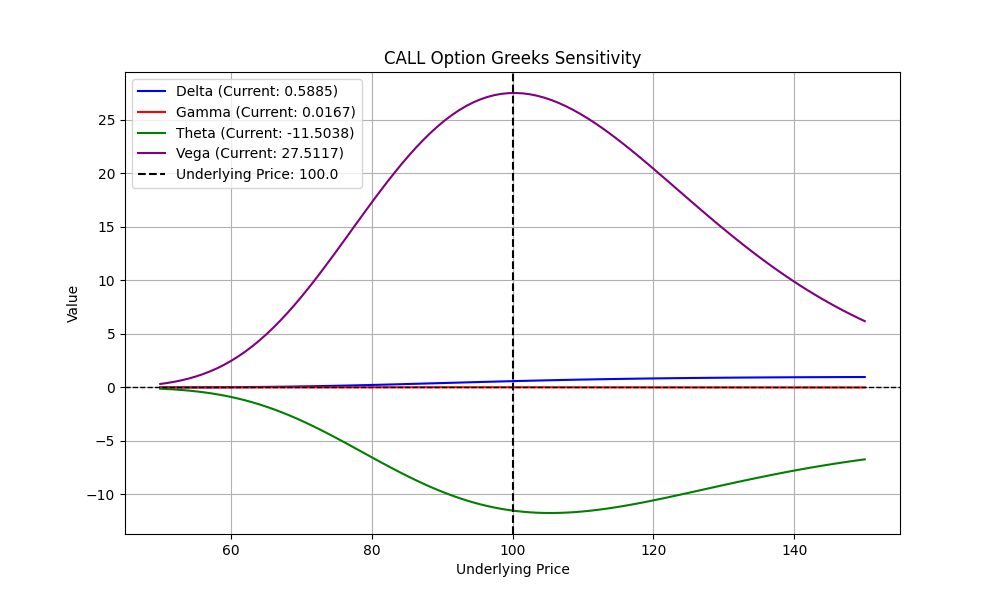 CALL Option Greeks Sensitivity
Delta (Current: 0.5885)
Gamma (Current: 0.0167)
Theta (Current: -11.5038)
Vega (Current: 27.5117)
Underlying Price: 100.0
Value
25
20
15
10
5
0
−5
−10
60
80
100
120
140
Underlying Price